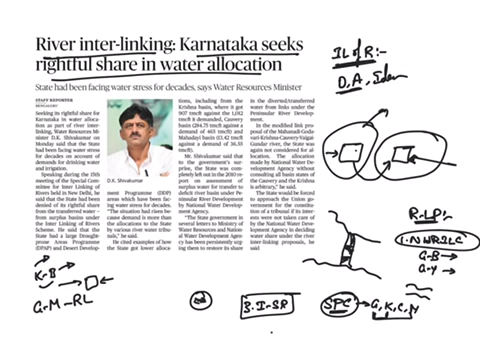 River inter-linking: Karnataka seeks
rightful share in water allocation
State had been facing water stress for decades, says Water Resources Minister
STAFF REPORTER
BENGALURU
Seeking its rightful share for
Karnataka in water alloca-
tion as part of river inter-
linking, Water Resources Mi-
nister D.K. Shivakumar on
Monday said that the State
had been facing water stress
for decades on account of
demands for drinking water
and irrigation.
Speaking during the 15th
meeting of the Special Com-
mittee for Inter Linking of
Rivers held in New Delhi, he
said that the State had been
denied of its rightful share
from the transferred water
from surplus basins under
the Inter Linking of Rivers
Scheme. He said that the
State had a large Drought-
prone Areas Programme
(DPAP) and Desert Develop-
D.K. Shivakumar
ment Programme (DDP)
areas which have been fac-
ing water stress for decades.
"The situation had risen be-
cause demand is more than
the allocations to the State
by various river water tribu-
nals," he said.
He cited examples of how
the State got lower alloca-
tions, including from the
Krishna basin, where it got
907 tmcft against the 1,012
tmcft it demanded, Cauvery
basin (284.75 tmcft against a
demand of 465 tmcft) and
Mahadayi basin (13.42 tmcft
against a demand of 36.55
tmcft).
Mr. Shivakumar said that
to the government's sur-
prise, the State was com-
pletely left out in the 2010 re-
port on assessment of
surplus water for transfer to
deficit river basin under Pe-
ninsular River Development
by National Water Develop-
ment Agency.
"The State government in
several letters to Ministry of
Water Resources and Nation-
al Water Development Agen-
cy has been persistently urg-
ing them to restore its share
in the diverted/transferred
water from links under the
Peninsular River Develop-
ment.
In the modified link pro-
posal of the Mahanadi-Goda-
vari-Krishna-Cauvery-Vaigai-
Gundar river, the State was
again not considered for al-
location. The allocation
made by National Water De-
velopment Agency without
consulting all basin states of
the Cauvery and the Krishna
is arbitrary," he said.
The State would be forced
to approach the Union go-
vernment for the constitu-
tion of a tribunal if its inter-
ests were not taken care of
by the National Water Devel-
opment Agency in deciding
water share under the river
inter-linking proposals, he
said
IL of R:-
D.A,
R-LP:-
1. NWRILC
G-B →
G-Y →
K-B →
G-M-RL
B.I-SR
SPC → G, K, C, M